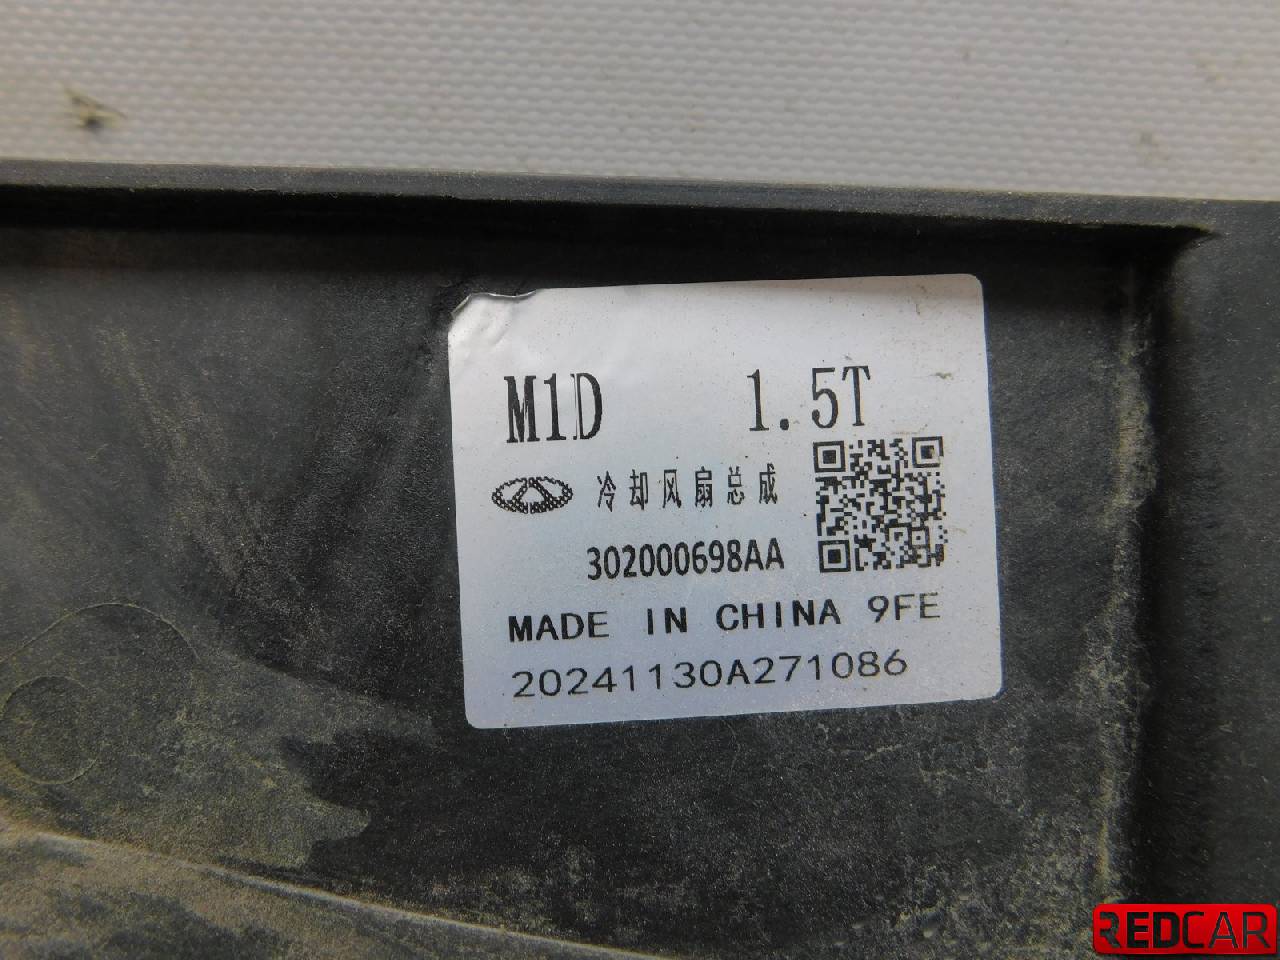 M1D 1.5T
冷却风扇总成
302000698AA
MADE IN CHINA 9FE
20241130A271086
REDCAR